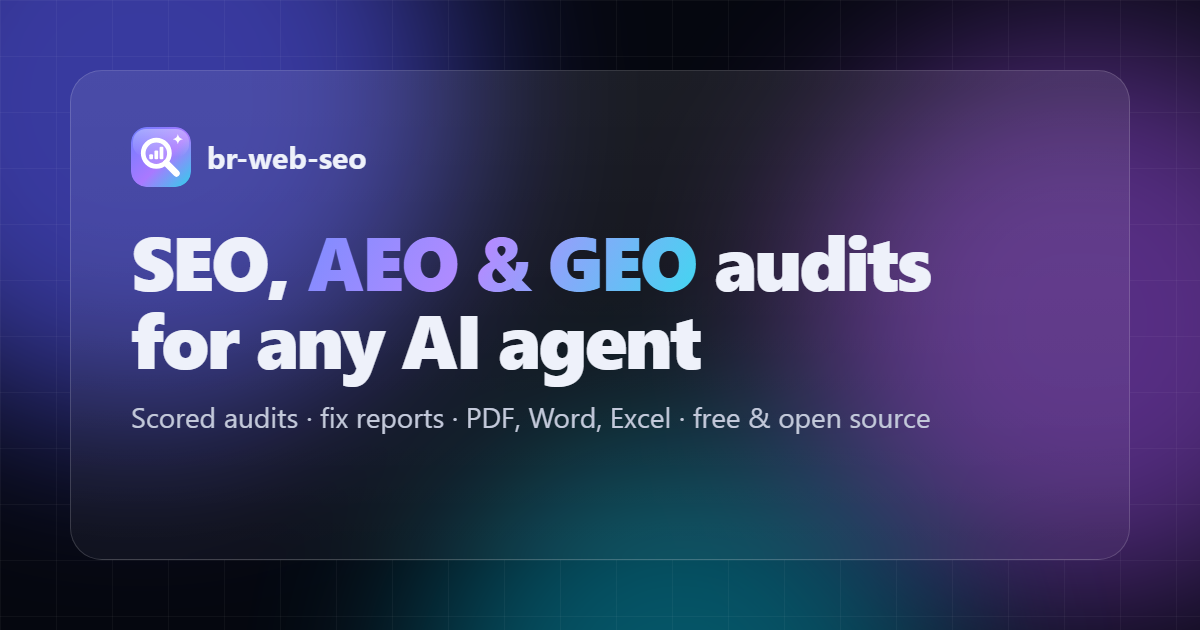 br-web-seo
SEO, AEO & GEO audits
for any AI agent
Scored audits · fix reports · PDF, Word, Excel · free & open source